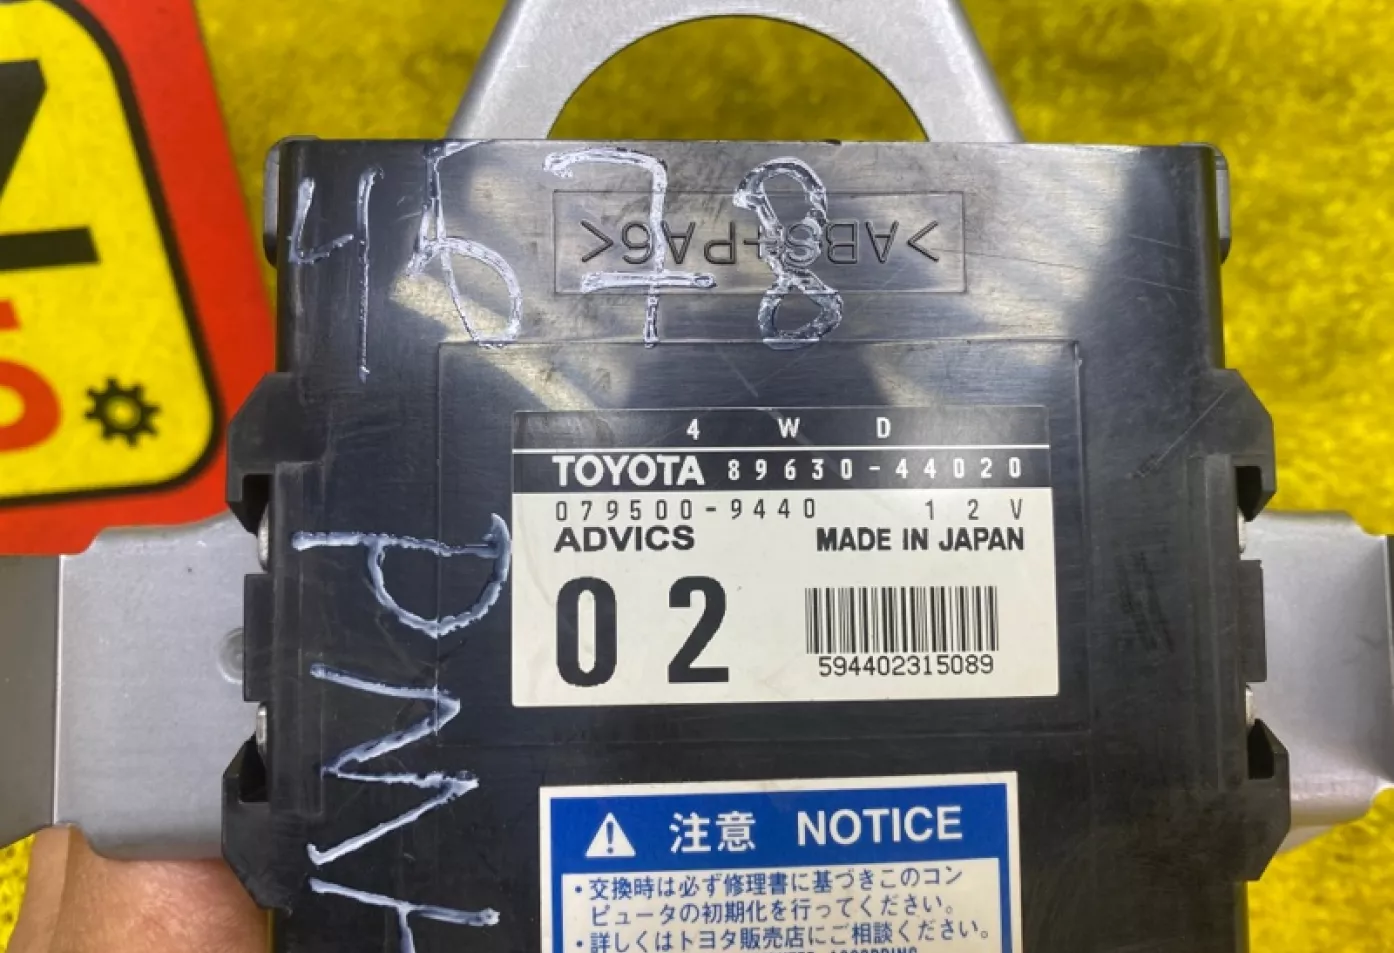 4578
>ABS+PA6<
4WD
TOYOTA 89630-44020
079500-9440 12V
ADVICS MADE IN JAPAN
02
594402315089
注意 NOTICE
・交換時は必ず修理書に基づきこのコン
ピュータの初期化を行ってください。
・詳しくはトヨタ販売店にご相談ください。